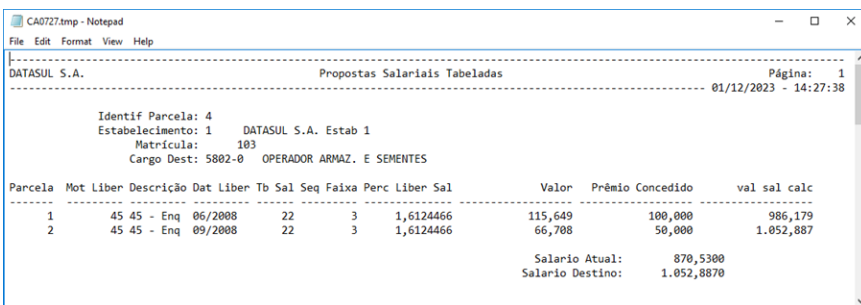 CA0727.tmp - Notepad
File Edit Format View Help
DATASUL S.A. Propostas Salariais Tabeladas Página: 1
01/12/2023 - 14:27:38
Identif Parcela: 4
Estabelecimento: 1 DATASUL S.A. Estab 1
Matrícula: 103
Cargo Dest: 5802-0 OPERADOR ARMAZ. E SEMENTES
Parcela Mot Liber Descrição Dat Liber Tb Sal Seq Faixa Perc Liber Sal Valor Prêmio Concedido val sal calc
1 45 45 - Enq 06/2008 22 3 1,6124466 115,649 100,000 986,179
2 45 45 - Enq 09/2008 22 3 1,6124466 66,708 50,000 1.052,887
Salario Atual: 870,5300
Salario Destino: 1.052,8870